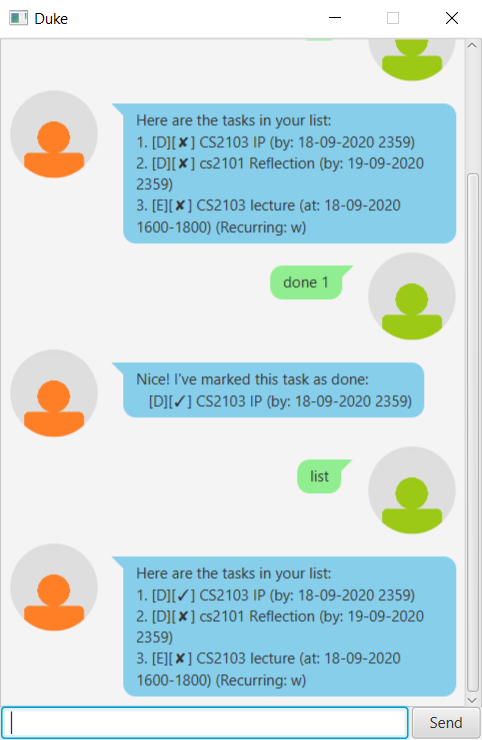 Duke
Here are the tasks in your list:
1. [D][✘] CS2103 IP (by: 18-09-2020 2359)
2. [D][✘] cs2101 Reflection (by: 19-09-2020
2359)
3. [E][✘] CS2103 lecture (at: 18-09-2020
1600-1800) (Recurring: w)
done 1
Nice! I've marked this task as done:
[D][✓] CS2103 IP (by: 18-09-2020 2359)
list
Here are the tasks in your list:
1. [D][✓] CS2103 IP (by: 18-09-2020 2359)
2. [D][✘] cs2101 Reflection (by: 19-09-2020
2359)
3. [E][✘] CS2103 lecture (at: 18-09-2020
1600-1800) (Recurring: w)
Send